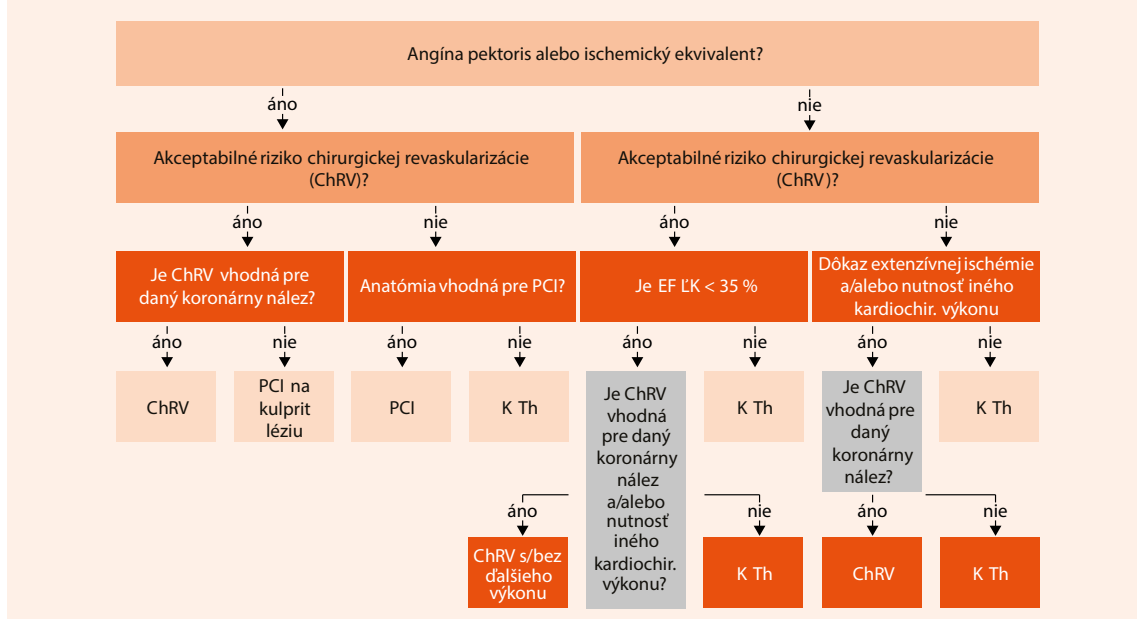 Angína pektoris alebo ischemický ekvivalent?
áno
nie
Akceptabilné riziko chirurgickej revaskularizácie
(ChRV)?
Akceptabilné riziko chirurgickej revaskularizácie
(ChRV)?
áno
nie
áno
nie
Je ChRV vhodná pre
daný koronárny nález?
Anatómia vhodná pre PCI?
Je EF ĽK < 35 %
Dôkaz extenzívnej ischémie
a/alebo nutnosť iného
kardiochir. výkonu
áno
nie
áno
nie
áno
nie
áno
nie
ChRV
PCI na
kulprit
léziu
PCI
K Th
Je ChRV
vhodná
pre daný
koronárny
nález
a/alebo
nutnosť
iného
kardiochir.
výkonu?
K Th
Je ChRV
vhodná pre
daný
koronárny
nález?
K Th
áno
nie
áno
nie
ChRV s/bez
ďalšieho
výkonu
K Th
ChRV
K Th